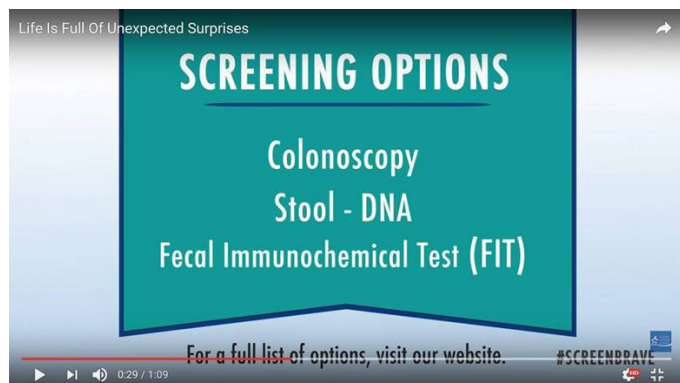 Life Is Full Of Unexpected Surprises
SCREENING OPTIONS
Colonoscopy
Stool - DNA
Fecal Immunochemical Test (FIT)
For a full list of options, visit our website.
#SCREENBRAVE
0:29 / 1:09
HD